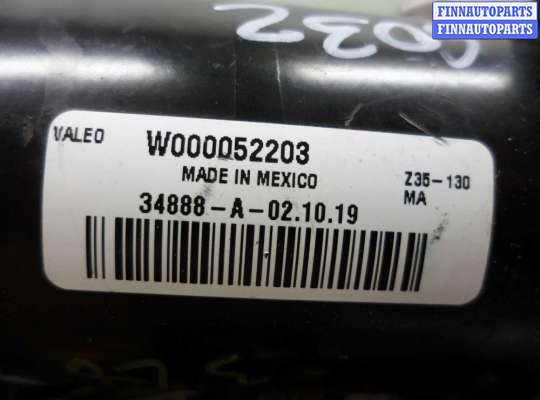 FINNAUTOPARTS
FINNAUTOPARTS
VALEO W000052203
MADE IN MEXICO Z35-130
MA
34888-A-02.10.19